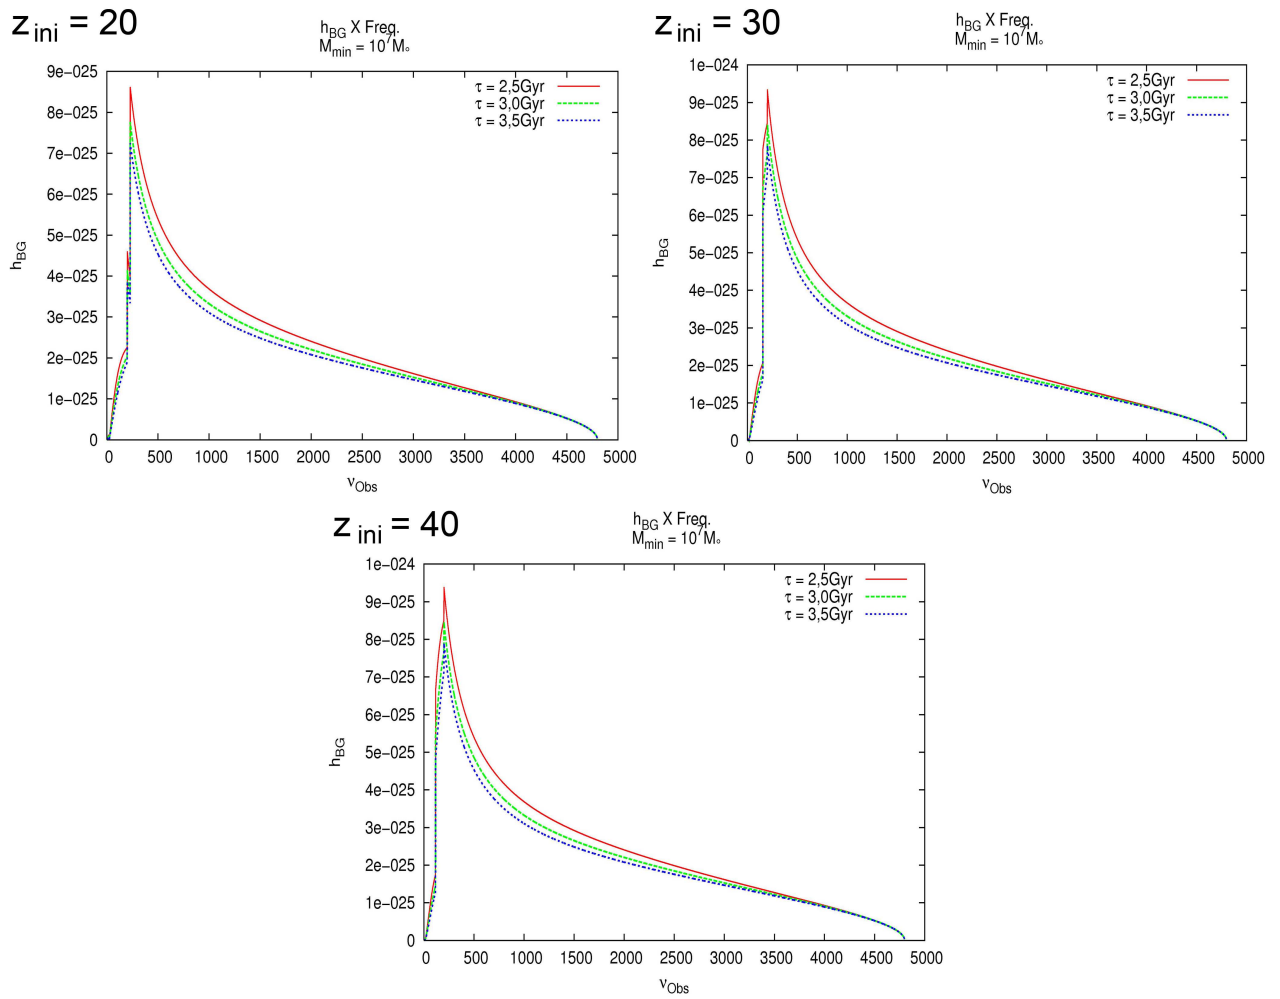 z ini = 20
hBG X Freq.
Mmin = 10^7M∘
9e-025
8e-025
7e-025
6e-025
5e-025
4e-025
3e-025
2e-025
1e-025
0
hBG
τ = 2,5Gyr
τ = 3,0Gyr
τ = 3,5Gyr
0 500 1000 1500 2000 2500 3000 3500 4000 4500 5000
νObs
z ini = 30
hBG X Freq.
Mmin = 10^7M∘
1e-024
9e-025
8e-025
7e-025
6e-025
5e-025
4e-025
3e-025
2e-025
1e-025
0
hBG
τ = 2,5Gyr
τ = 3,0Gyr
τ = 3,5Gyr
0 500 1000 1500 2000 2500 3000 3500 4000 4500 5000
νObs
z ini = 40
hBG X Freq.
Mmin = 10^7M∘
1e-024
9e-025
8e-025
7e-025
6e-025
5e-025
4e-025
3e-025
2e-025
1e-025
0
hBG
τ = 2,5Gyr
τ = 3,0Gyr
τ = 3,5Gyr
0 500 1000 1500 2000 2500 3000 3500 4000 4500 5000
νObs